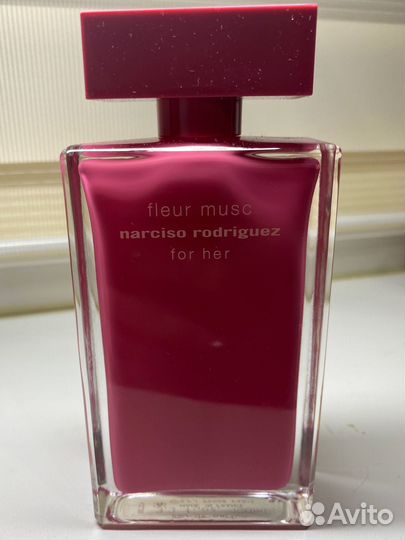 fleur musc
narciso rodriguez
for her
Avito